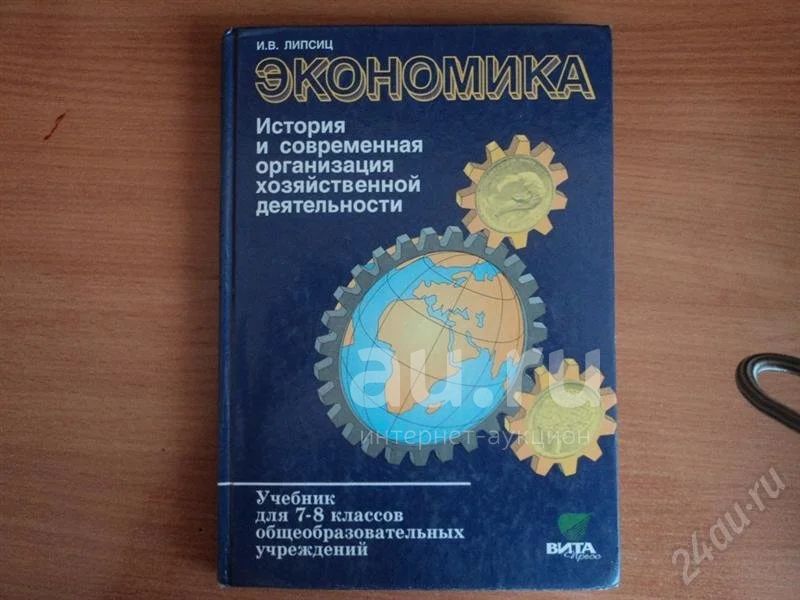 И.В. ЛИПСИЦ
ЭКОНОМИКА
История
и современная
организация
хозяйственной
деятельности
au.ru
интернет-аукцион
Учебник
для 7-8 классов
общеобразовательных
учреждений
ВИТА
Пресс
24au.ru